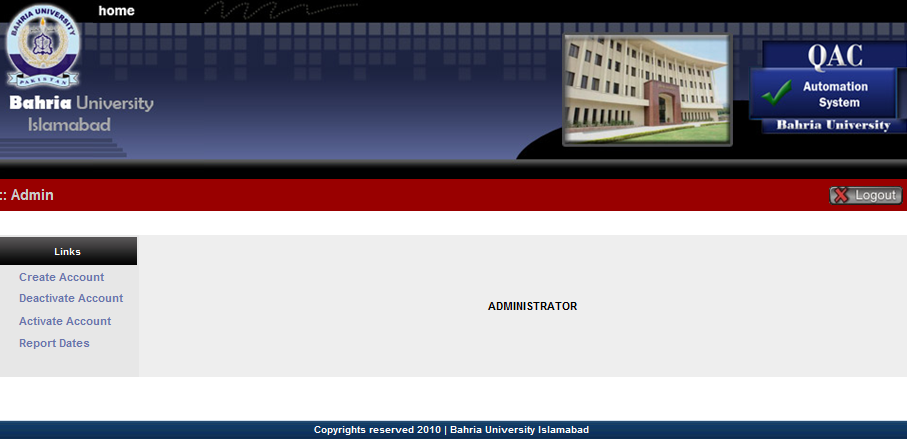 home
BAHRIA UNIVERSITY
PAKISTAN
Bahria University
Islamabad
QAC
Automation
System
Bahria University
:: Admin
Logout
Links
Create Account
Deactivate Account
Activate Account
Report Dates
ADMINISTRATOR
Copyrights reserved 2010 | Bahria University Islamabad